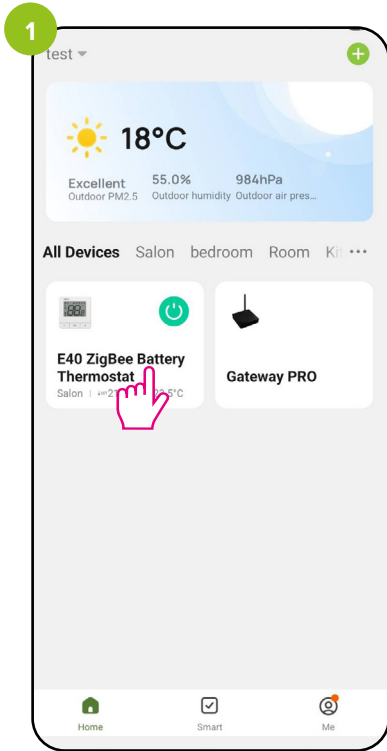 1
test
18°C
Excellent 55.0% 984hPa
Outdoor PM2.5 Outdoor humidity Outdoor air pres...
All Devices Salon bedroom Room Ki ...
E40 ZigBee Battery
Thermostat
Gateway PRO
Salon
Home Smart Me